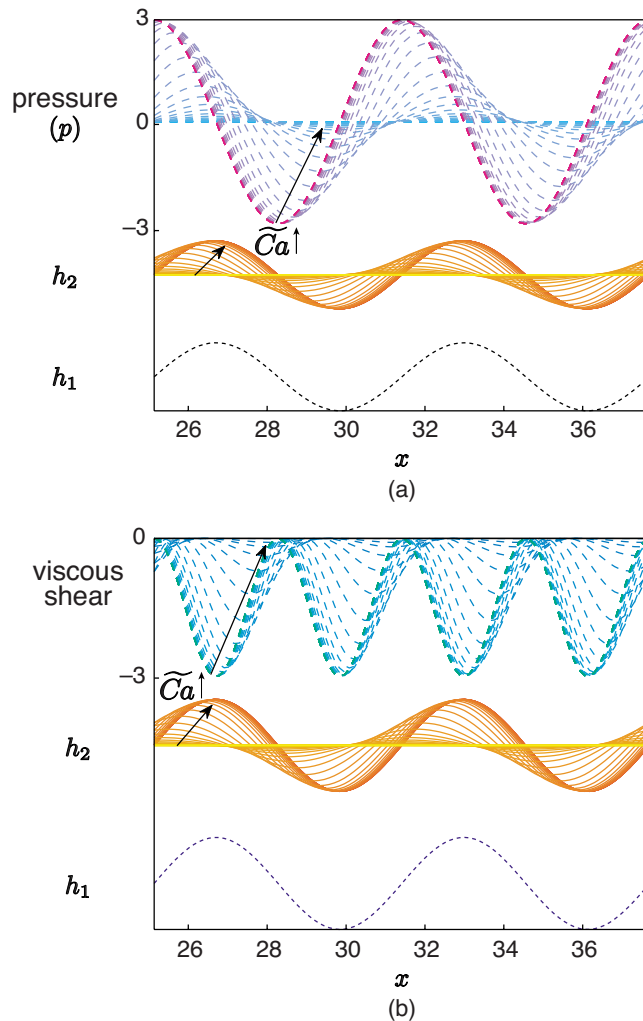 3
pressure
(p)
0
−3
C̃a↑
h₂
h₁
26 28 30 32 34 36
x
(a)
0
viscous
shear
−3
C̃a↑
h₂
h₁
26 28 30 32 34 36
x
(b)